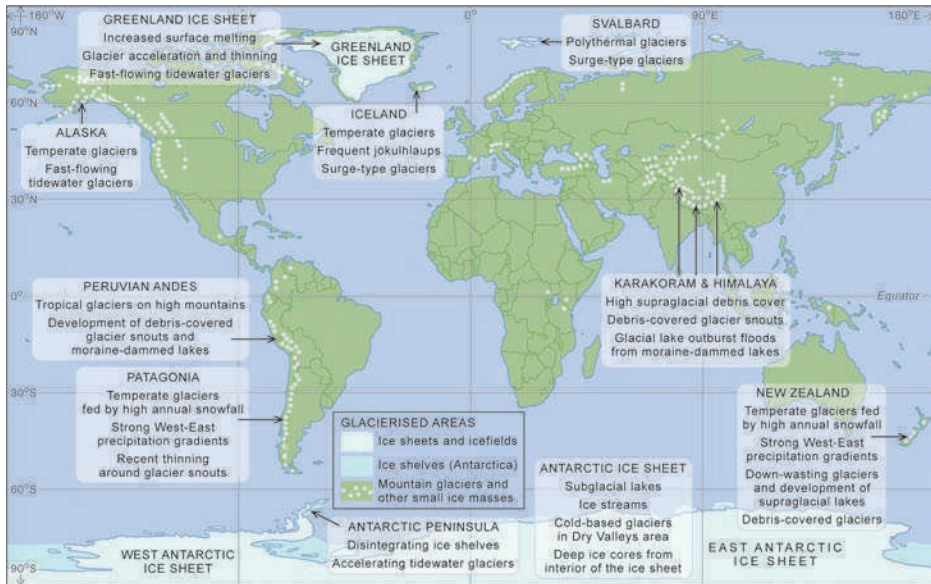 160°W
0°
90°E
180°E
90°N
60°N
30°N
0°
30°S
60°S
90°S
GREENLAND ICE SHEET
Increased surface melting
Glacier acceleration and thinning
Fast-flowing tidewater glaciers
GREENLAND
ICE SHEET
SVALBARD
Polythermal glaciers
Surge-type glaciers
ALASKA
Temperate glaciers
Fast-flowing
tidewater glaciers
ICELAND
Temperate glaciers
Frequent jökulhlaups
Surge-type glaciers
PERUVIAN ANDES
Tropical glaciers on high mountains
Development of debris-covered
glacier snouts and
moraine-dammed lakes
KARAKORAM & HIMALAYA
High supraglacial debris cover
Debris-covered glacier snouts
Glacial lake outburst floods
from moraine-dammed lakes
Equator
PATAGONIA
Temperate glaciers
fed by high annual snowfall
Strong West-East
precipitation gradients
Recent thinning
around glacier snouts
GLACIERISED AREAS
Ice sheets and icefields
Ice shelves (Antarctica)
Mountain glaciers and
other small ice masses
NEW ZEALAND
Temperate glaciers fed
by high annual snowfall
Strong West-East
precipitation gradients
Down-wasting glaciers
and development of
supraglacial lakes
Debris-covered glaciers
ANTARCTIC ICE SHEET
Subglacial lakes
Ice streams
Cold-based glaciers
in Dry Valleys area
Deep ice cores from
interior of the ice sheet
ANTARCTIC PENINSULA
Disintegrating ice shelves
Accelerating tidewater glaciers
WEST ANTARCTIC
ICE SHEET
EAST ANTARCTIC
ICE SHEET